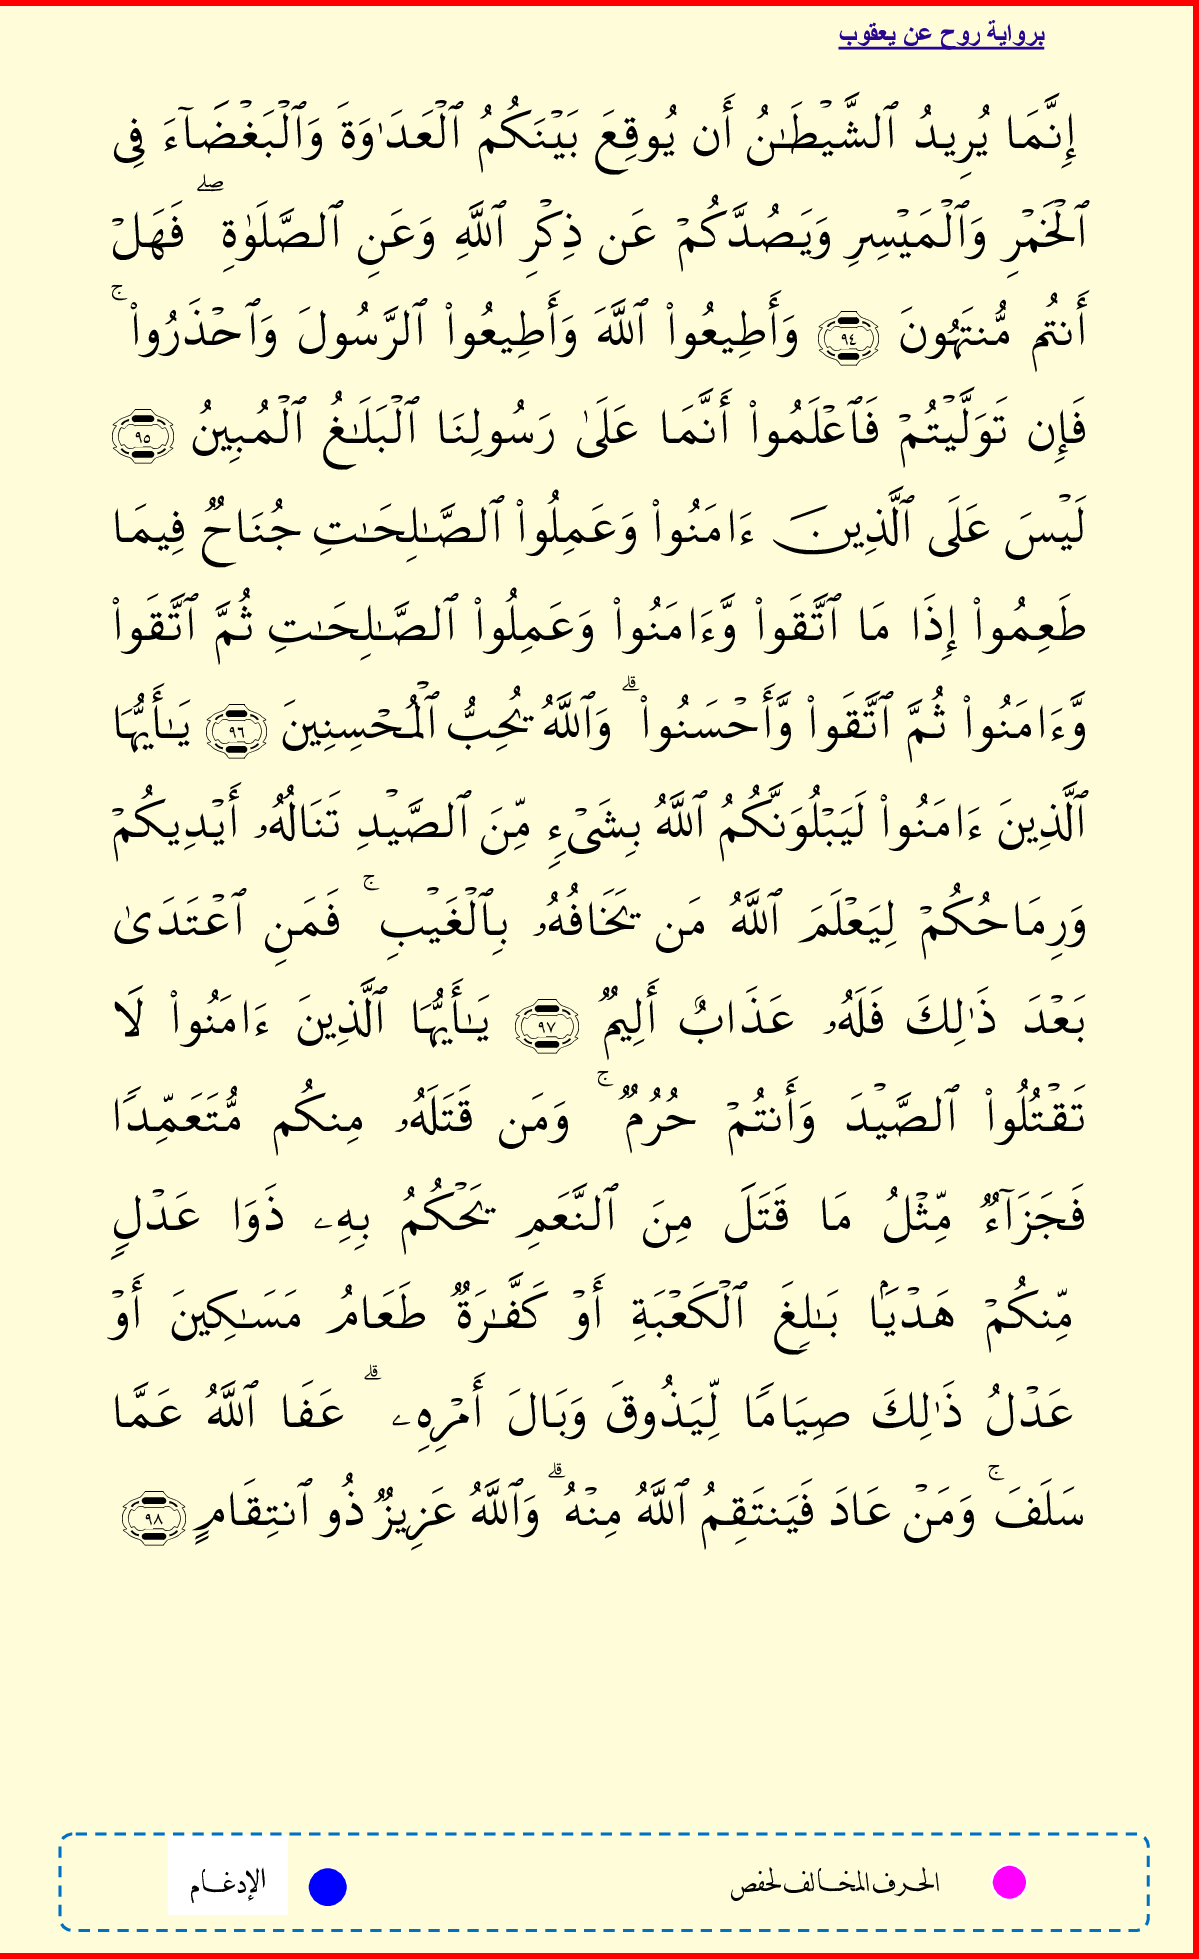 برواية روح عن يعقوب
إِنَّمَا يُرِيدُ ٱلشَّيْطَـٰنُ أَن يُوقِعَ بَيْنَكُمُ ٱلْعَدَٰوَةَ وَٱلْبَغْضَآءَ فِى
ٱلْخَمْرِ وَٱلْمَيْسِرِ وَيَصُدَّكُمْ عَن ذِكْرِ ٱللَّهِ وَعَنِ ٱلصَّلَوٰةِ ۖ فَهَلْ
أَنتُم مُّنتَهُونَ ٩٤ وَأَطِيعُوا۟ ٱللَّهَ وَأَطِيعُوا۟ ٱلرَّسُولَ وَٱحْذَرُوا۟ ۚ
فَإِن تَوَلَّيْتُمْ فَٱعْلَمُوا۟ أَنَّمَا عَلَىٰ رَسُولِنَا ٱلْبَلَـٰغُ ٱلْمُبِينُ ٩٥
لَيْسَ عَلَى ٱلَّذِينَ ءَامَنُوا۟ وَعَمِلُوا۟ ٱلصَّـٰلِحَـٰتِ جُنَاحٌ فِيمَا
طَعِمُوا۟ إِذَا مَا ٱتَّقَوا۟ وَّءَامَنُوا۟ وَعَمِلُوا۟ ٱلصَّـٰلِحَـٰتِ ثُمَّ ٱتَّقَوا۟
وَّءَامَنُوا۟ ثُمَّ ٱتَّقَوا۟ وَّأَحْسَنُوا۟ ۗ وَٱللَّهُ يُحِبُّ ٱلْمُحْسِنِينَ ٩٦ يَـٰٓأَيُّهَا
ٱلَّذِينَ ءَامَنُوا۟ لَيَبْلُوَنَّكُمُ ٱللَّهُ بِشَىْءٍ مِّنَ ٱلصَّيْدِ تَنَالُهُۥ أَيْدِيكُمْ
وَرِمَاحُكُمْ لِيَعْلَمَ ٱللَّهُ مَن يَخَافُهُۥ بِٱلْغَيْبِ ۚ فَمَنِ ٱعْتَدَىٰ
بَعْدَ ذَٰلِكَ فَلَهُۥ عَذَابٌ أَلِيمٌ ٩٧ يَـٰٓأَيُّهَا ٱلَّذِينَ ءَامَنُوا۟ لَا
تَقْتُلُوا۟ ٱلصَّيْدَ وَأَنتُمْ حُرُمٌ ۚ وَمَن قَتَلَهُۥ مِنكُم مُّتَعَمِّدًا
فَجَزَآءٌ مِّثْلُ مَا قَتَلَ مِنَ ٱلنَّعَمِ يَحْكُمُ بِهِۦ ذَوَا عَدْلٍ
مِّنكُمْ هَدْيًۢا بَـٰلِغَ ٱلْكَعْبَةِ أَوْ كَفَّـٰرَةٌ طَعَامُ مَسَـٰكِينَ أَوْ
عَدْلُ ذَٰلِكَ صِيَامًا لِّيَذُوقَ وَبَالَ أَمْرِهِۦ ۗ عَفَا ٱللَّهُ عَمَّا
سَلَفَ ۚ وَمَنْ عَادَ فَيَنتَقِمُ ٱللَّهُ مِنْهُ ۗ وَٱللَّهُ عَزِيزٌ ذُو ٱنتِقَامٍ ٩٨
الحرف المخالف لحفص
الإدغام